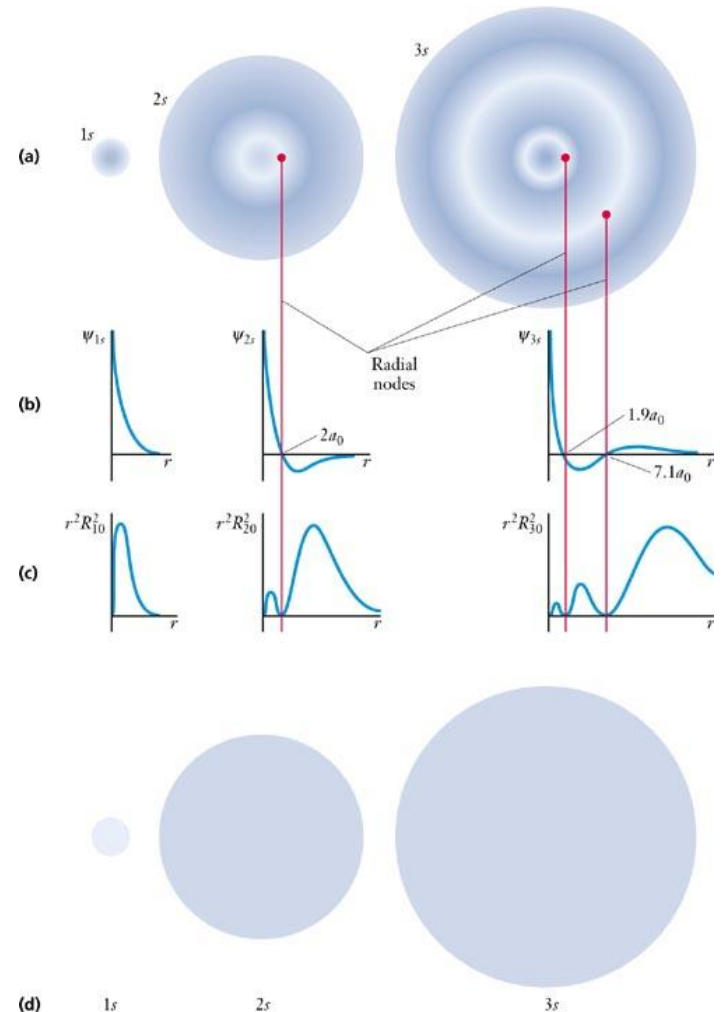 3s
2s
1s
(a)
ψ1s
ψ2s
ψ3s
Radial
nodes
(b)
2a0
1.9a0
r
r
r
7.1a0
r²R²10
r²R²20
r²R²30
(c)
r
r
r
(d)
1s
2s
3s